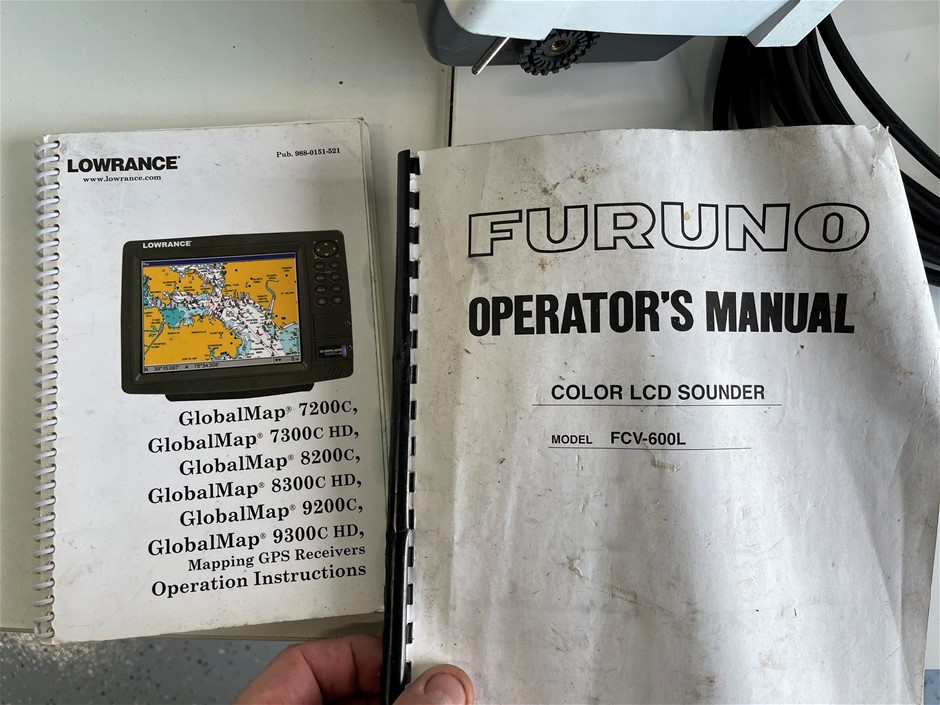 LOWRANCE®
www.lowrance.com
Pub. 988-0151-521
LOWRANCE
GlobalMap® 7200C,
GlobalMap® 7300C HD,
GlobalMap® 8200C,
GlobalMap® 8300C HD,
GlobalMap® 9200C,
GlobalMap® 9300C HD,
Mapping GPS Receivers
Operation Instructions
FURUNO
OPERATOR'S MANUAL
COLOR LCD SOUNDER
MODEL FCV-600L